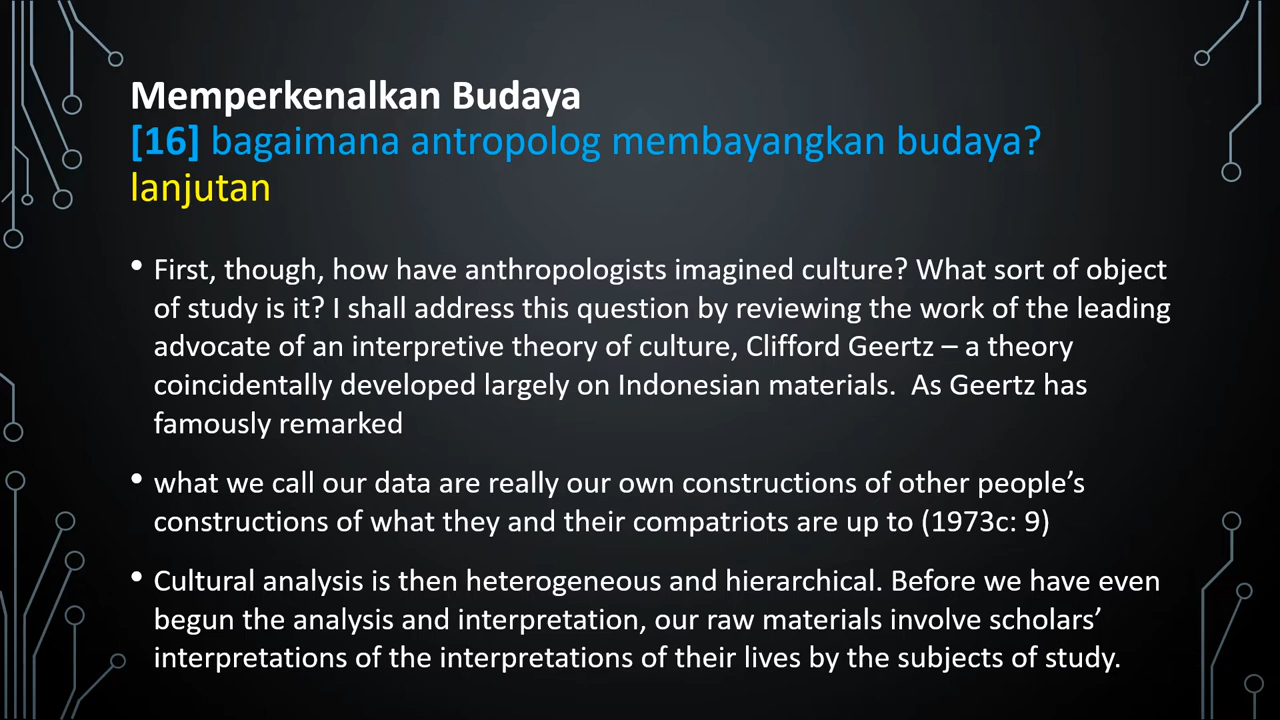 Memperkenalkan Budaya
[16] bagaimana antropolog membayangkan budaya?
lanjutan
• First, though, how have anthropologists imagined culture? What sort of object
of study is it? I shall address this question by reviewing the work of the leading
advocate of an interpretive theory of culture, Clifford Geertz – a theory
coincidentally developed largely on Indonesian materials.  As Geertz has
famously remarked
• what we call our data are really our own constructions of other people’s
constructions of what they and their compatriots are up to (1973c: 9)
• Cultural analysis is then heterogeneous and hierarchical. Before we have even
begun the analysis and interpretation, our raw materials involve scholars’
interpretations of the interpretations of their lives by the subjects of study.